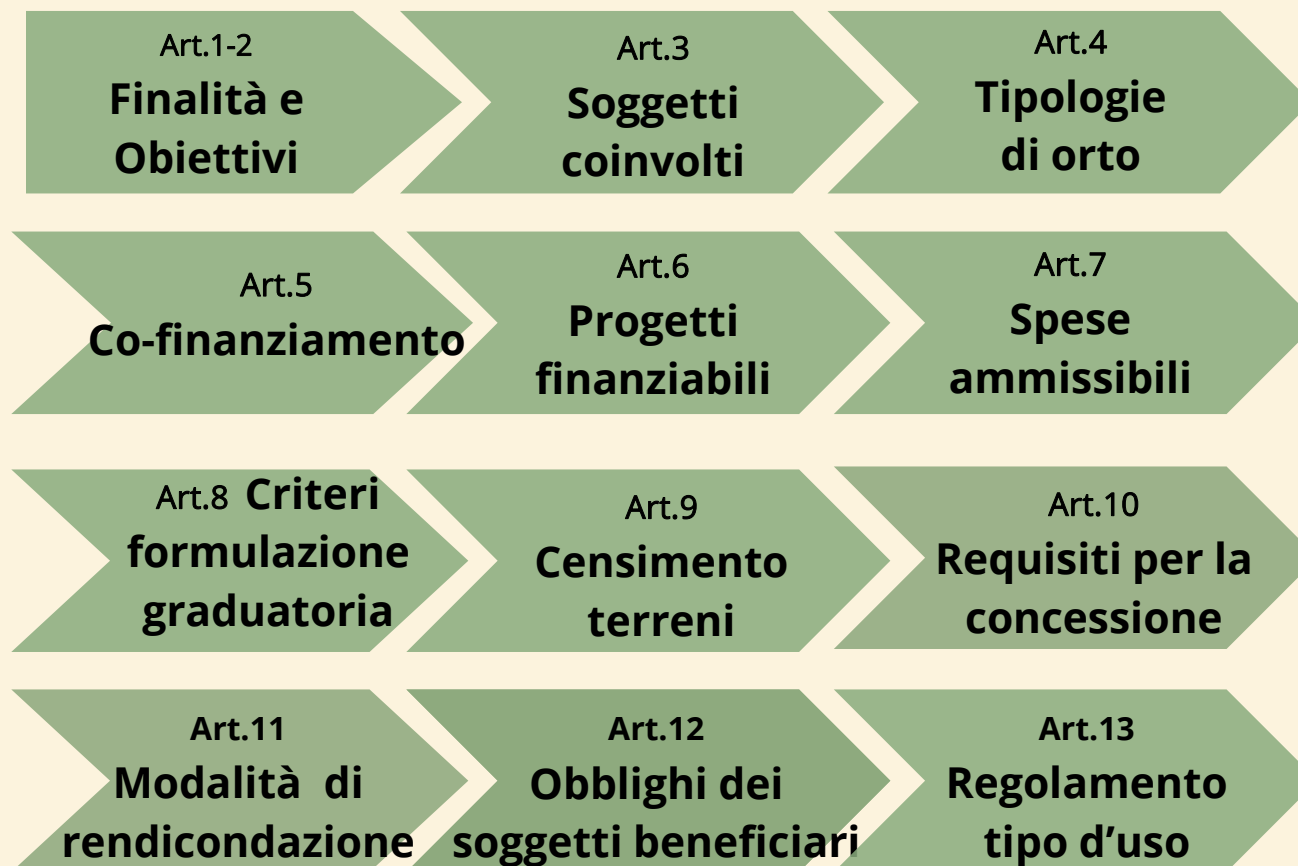 Art.1-2
Finalità e
Obiettivi
Art.3
Soggetti
coinvolti
Art.4
Tipologie
di orto
Art.5
Co-finanziamento
Art.6
Progetti
finanziabili
Art.7
Spese
ammissibili
Art.8 Criteri
formulazione
graduatoria
Art.9
Censimento
terreni
Art.10
Requisiti per la
concessione
Art.11
Modalità di
rendicondazione
Art.12
Obblighi dei
soggetti beneficiari
Art.13
Regolamento
tipo d’uso